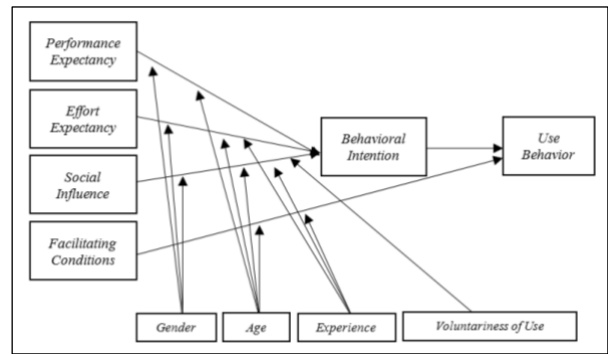 Performance
Expectancy
Effort
Expectancy
Social
Influence
Facilitating
Conditions
Behavioral
Intention
Use
Behavior
Gender
Age
Experience
Voluntariness of Use